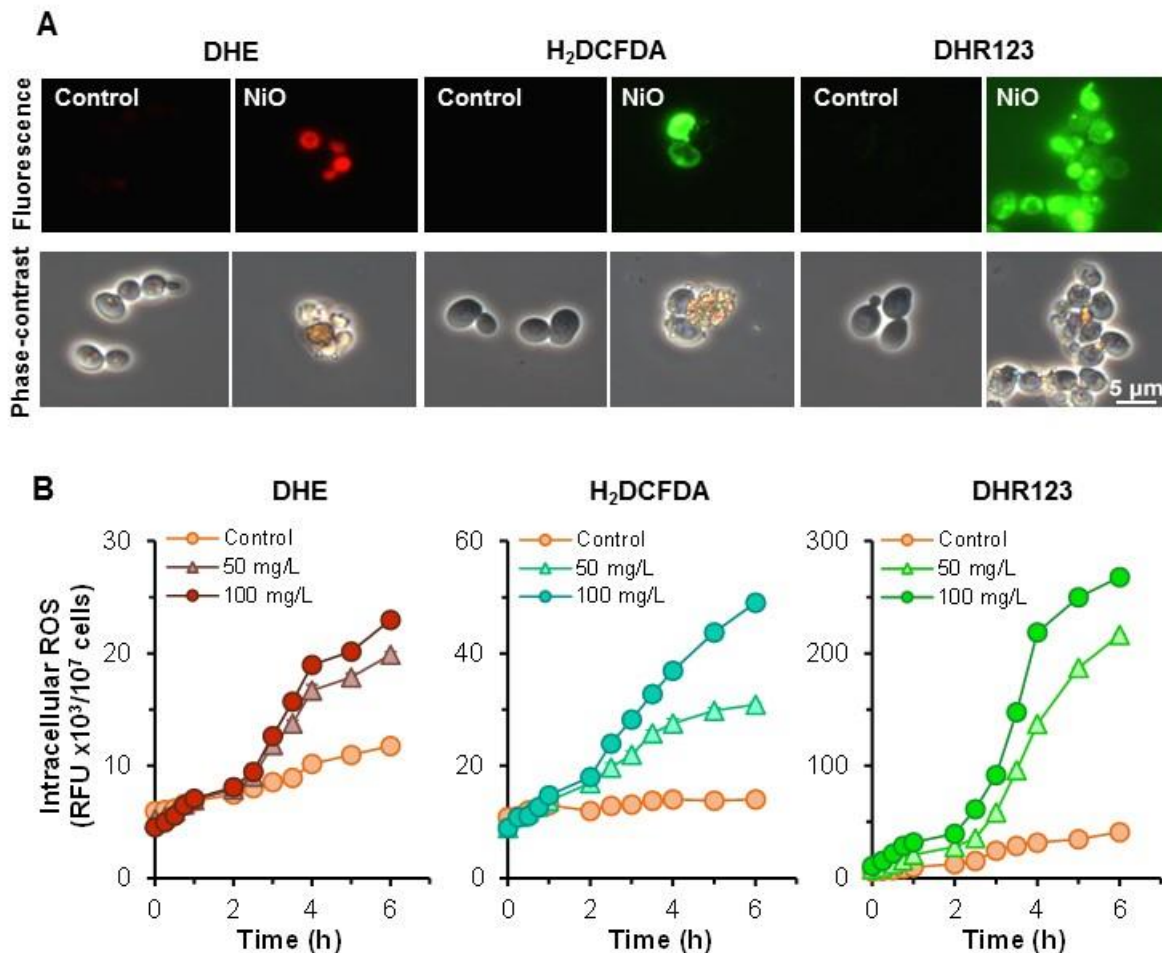 A
DHE
H₂DCFDA
DHR123
Fluorescence
Control
NiO
Control
NiO
Control
NiO
Phase-contrast
5 µm
B
DHE
H₂DCFDA
DHR123
Intracellular ROS
(RFU x10³/10⁷ cells)
30
20
10
0
Control
50 mg/L
100 mg/L
0 2 4 6
Time (h)
60
40
20
0
Control
50 mg/L
100 mg/L
0 2 4 6
Time (h)
300
200
100
0
Control
50 mg/L
100 mg/L
0 2 4 6
Time (h)